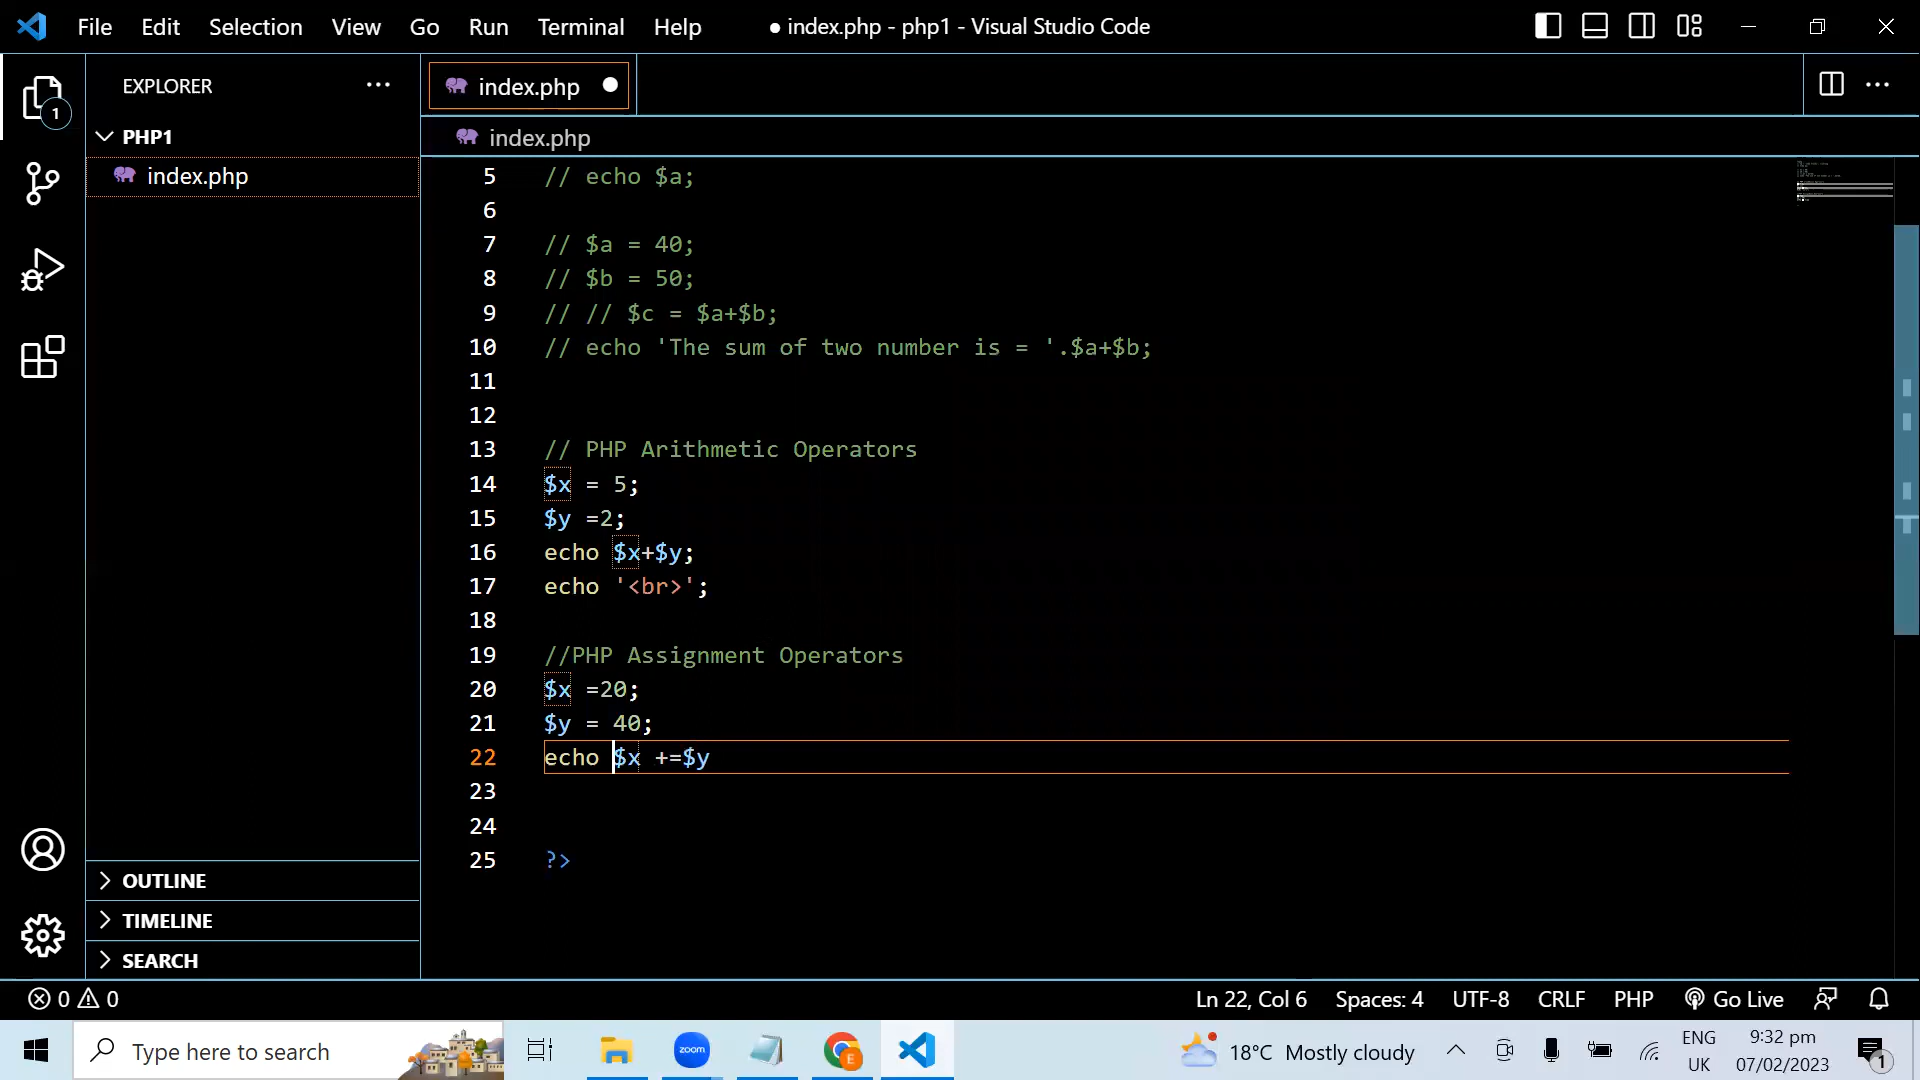 File Edit Selection View Go Run Terminal Help ● index.php - php1 - Visual Studio Code
EXPLORER
index.php
1
PHP1
index.php
index.php
5 // echo $a;
6
7 // $a = 40;
8 // $b = 50;
9 // // $c = $a+$b;
10 // echo 'The sum of two number is = '.$a+$b;
11
12
13 // PHP Arithmetic Operators
14 $x = 5;
15 $y =2;
16 echo $x+$y;
17 echo '<br>';
18
19 //PHP Assignment Operators
20 $x =20;
21 $y = 40;
22 echo $x +=$y
23
24
25 ?>
OUTLINE
TIMELINE
SEARCH
0 0 Ln 22, Col 6 Spaces: 4 UTF-8 CRLF PHP Go Live
Type here to search
zoom
E
18°C Mostly cloudy
ENG
UK
9:32 pm
07/02/2023
1